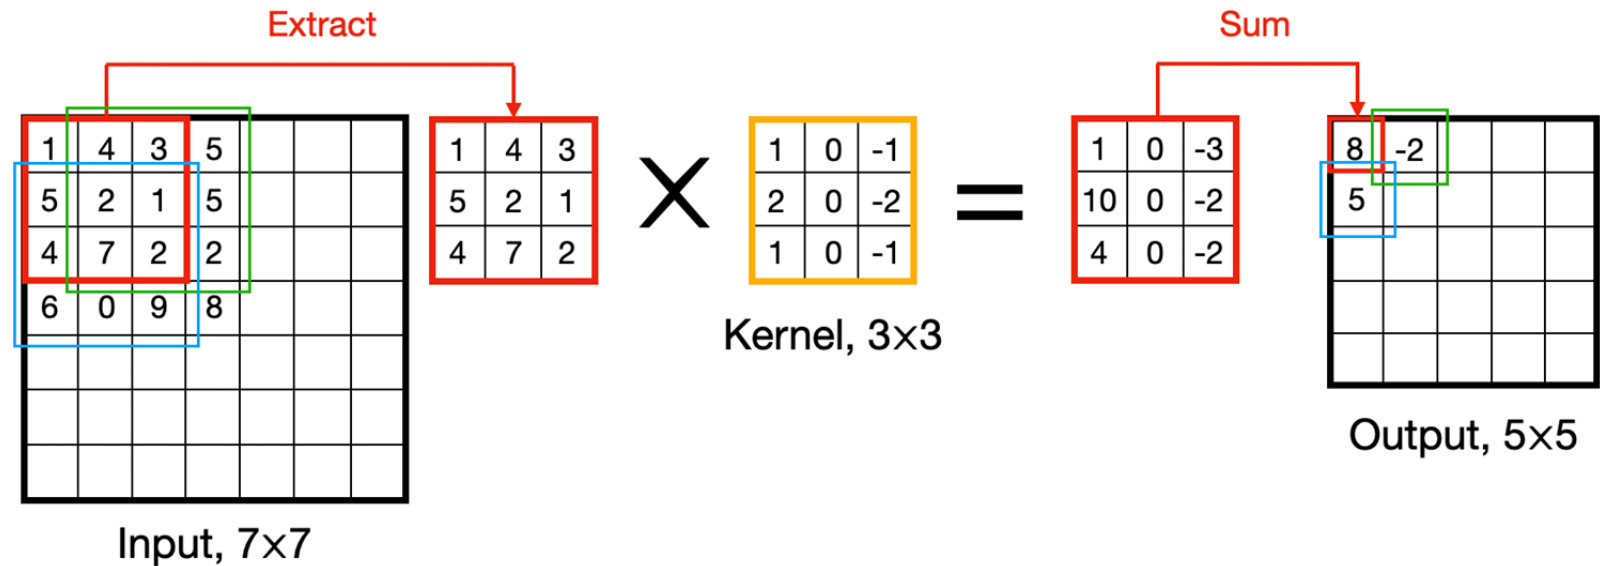 Extract
Sum
1 4 3 5
5 2 1 5
4 7 2 2
6 0 9 8
Input, 7×7
1 4 3
5 2 1
4 7 2
×
1 0 -1
2 0 -2
1 0 -1
Kernel, 3×3
=
1 0 -3
10 0 -2
4 0 -2
8 -2
5
Output, 5×5